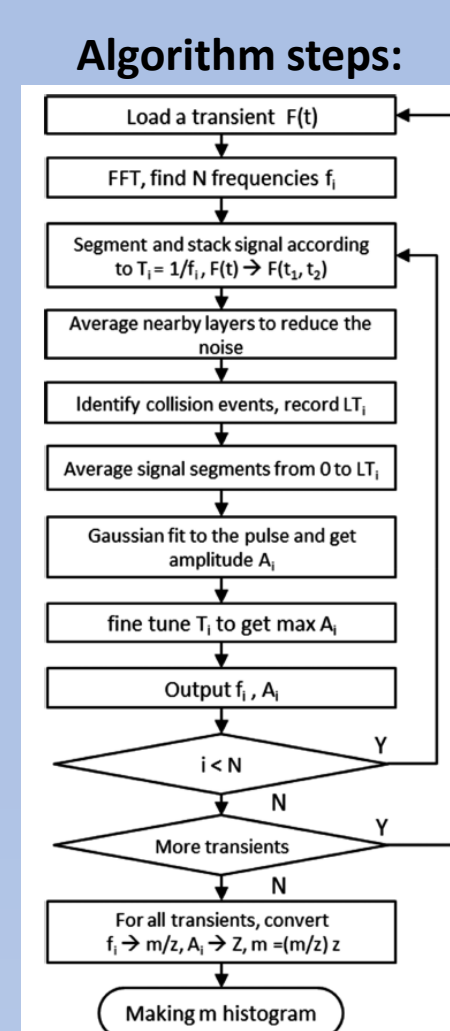 Algorithm steps:
Load a transient F(t)
FFT, find N frequencies fᵢ
Segment and stack signal according
to Tᵢ = 1/fᵢ, F(t) → F(t₁, t₂)
Average nearby layers to reduce the
noise
Identify collision events, record LTᵢ
Average signal segments from 0 to LTᵢ
Gaussian fit to the pulse and get
amplitude Aᵢ
fine tune Tᵢ to get max Aᵢ
Output fᵢ , Aᵢ
i < N
Y
N
More transients
Y
N
For all transients, convert
fᵢ → m/z, Aᵢ → Z, m =(m/z) z
Making m histogram